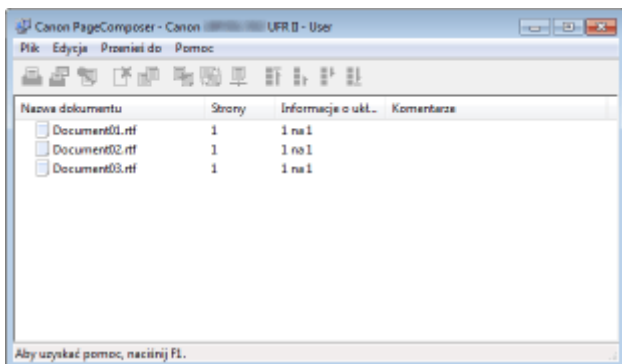 Canon PageComposer - Canon UFR II - User
Plik Edycja Przenieś do Pomoc
Nazwa dokumentu Strony Informacje o ukł... Komentarze
Document01.rtf 1 1 na 1
Document02.rtf 1 1 na 1
Document03.rtf 1 1 na 1
Aby uzyskać pomoc, naciśnij F1.